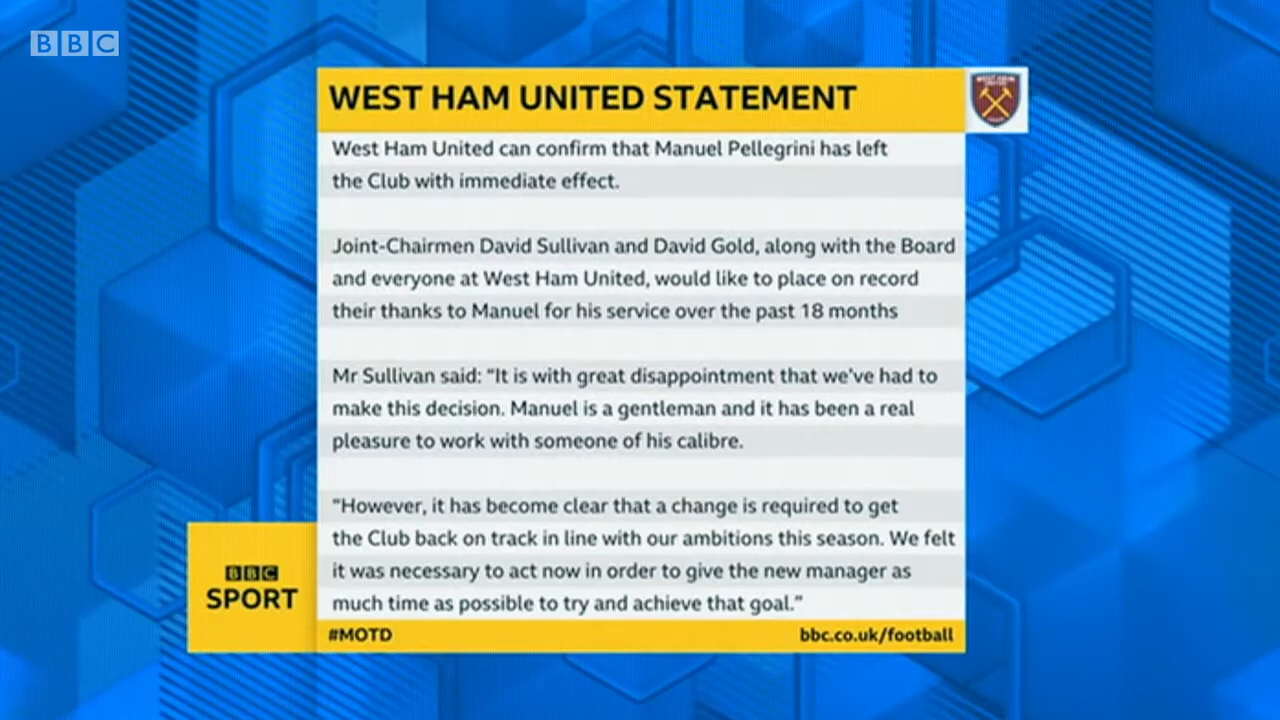 BBC
WEST HAM UNITED STATEMENT
West Ham United can confirm that Manuel Pellegrini has left
the Club with immediate effect.
Joint-Chairmen David Sullivan and David Gold, along with the Board
and everyone at West Ham United, would like to place on record
their thanks to Manuel for his service over the past 18 months
Mr Sullivan said: “It is with great disappointment that we've had to
make this decision. Manuel is a gentleman and it has been a real
pleasure to work with someone of his calibre.
“However, it has become clear that a change is required to get
the Club back on track in line with our ambitions this season. We felt
it was necessary to act now in order to give the new manager as
much time as possible to try and achieve that goal.”
BBC
SPORT
#MOTD
bbc.co.uk/football